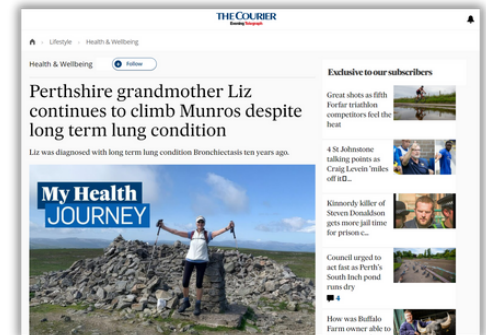 THE COURIER
Evening Telegraph
Lifestyle
Health & Wellbeing
Health & Wellbeing
Follow
Perthshire grandmother Liz
continues to climb Munros despite
long term lung condition
Liz was diagnosed with long term lung condition Bronchiectasis ten years ago.
My Health
JOURNEY
Exclusive to our subscribers
Great shots as fifth
Forfar triathlon
competitors feel the
heat
4 St Johnstone
talking points as
Craig Levein 'miles
off it...
Kinnordy killer of
Steven Donaldson
gets more jail time
for prison c...
Council urged to
act fast as Perth's
South Inch pond
runs dry
4
How was Buffalo
Farm owner able to